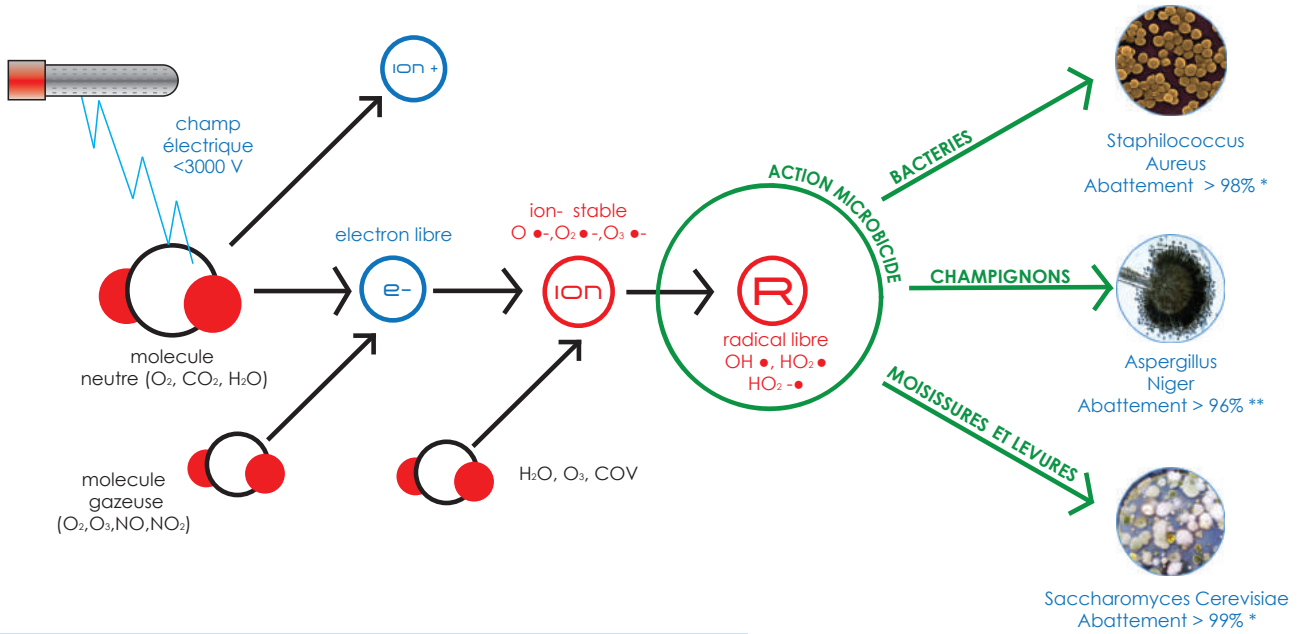 ion +
champ
électrique
<3000 V
molecule
neutre (O₂, CO₂, H₂O)
electron libre
e-
molécule
gazeuse
(O₂,O₃,NO,NO₂)
ion- stable
O ●-,O₂ ●-,O₃ ●-
ion
H₂O, O₃, COV
ACTION MICROBICIDE
R
radical libre
OH ●, HO₂ ●
HO₂ -●
BACTERIES
Staphilococcus
Aureus
Abattement > 98% *
CHAMPIGNONS
Aspergillus
Niger
Abattement > 96% **
MOISISSURES ET LEVURES
Saccharomyces Cerevisiae
Abattement > 99% *